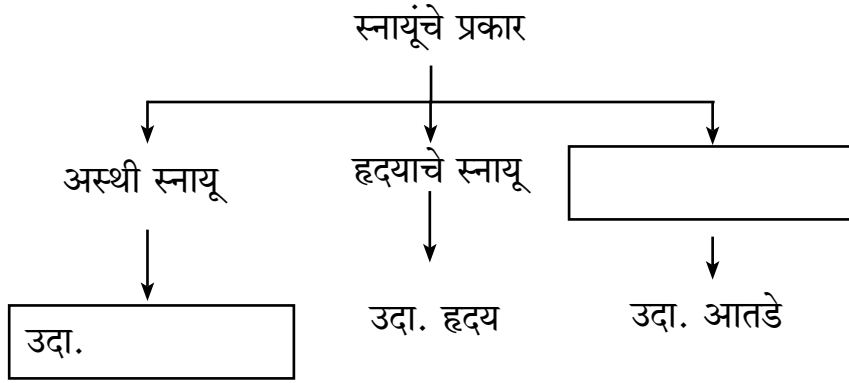 स्नायूंचे प्रकार
अस्थी स्नायू
हृदयाचे स्नायू
उदा.
उदा. हृदय
उदा. आतडे